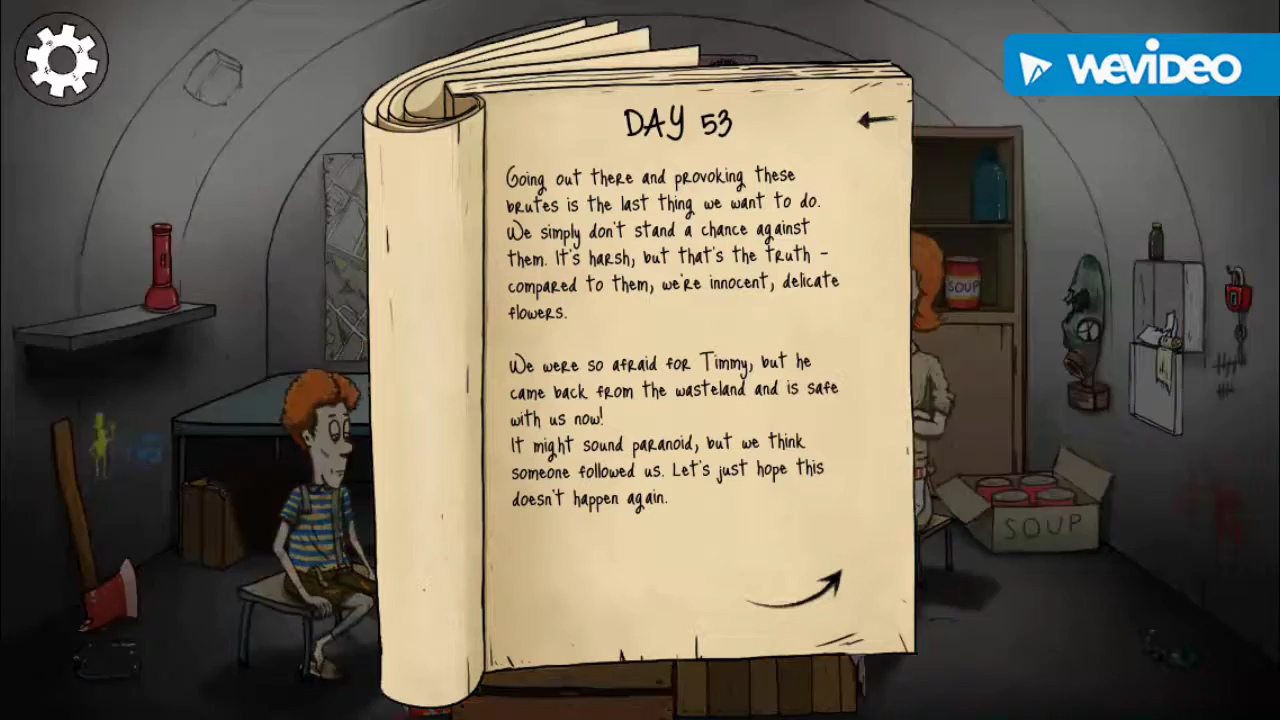 WEVIDEO
DAY 53
Going out there and provoking these
brutes is the last thing we want to do.
We simply don't stand a chance against
them. It's harsh, but that's the truth -
compared to them, we're innocent, delicate
flowers.
We were so afraid for Timmy, but he
came back from the wasteland and is safe
with us now!
It might sound paranoid, but we think
someone followed us. Let's just hope this
doesn't happen again.
SOUP
SOUP